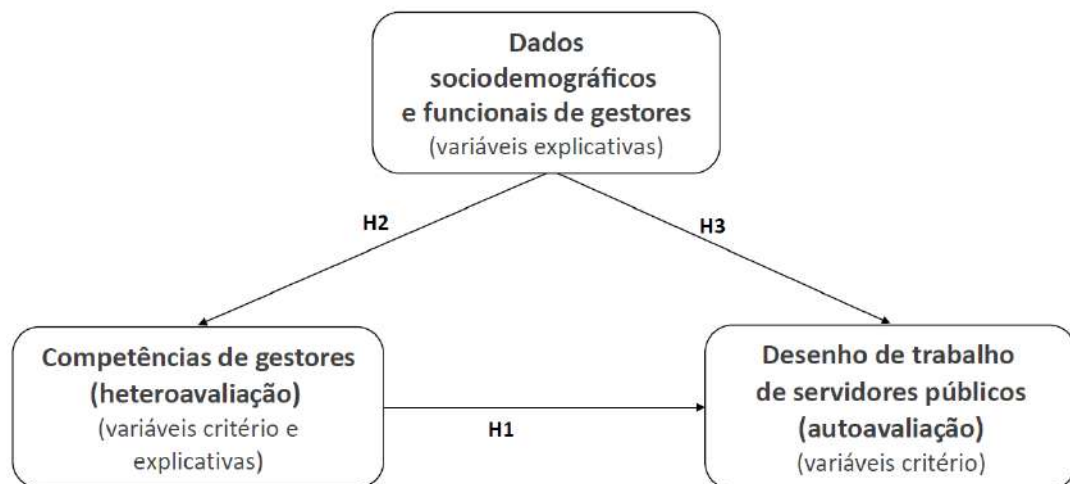 Dados
sociodemográficos
e funcionais de gestores
(variáveis explicativas)
H2
H3
Competências de gestores
(heteroavaliação)
(variáveis critério e
explicativas)
H1
Desenho de trabalho
de servidores públicos
(autoavaliação)
(variáveis critério)